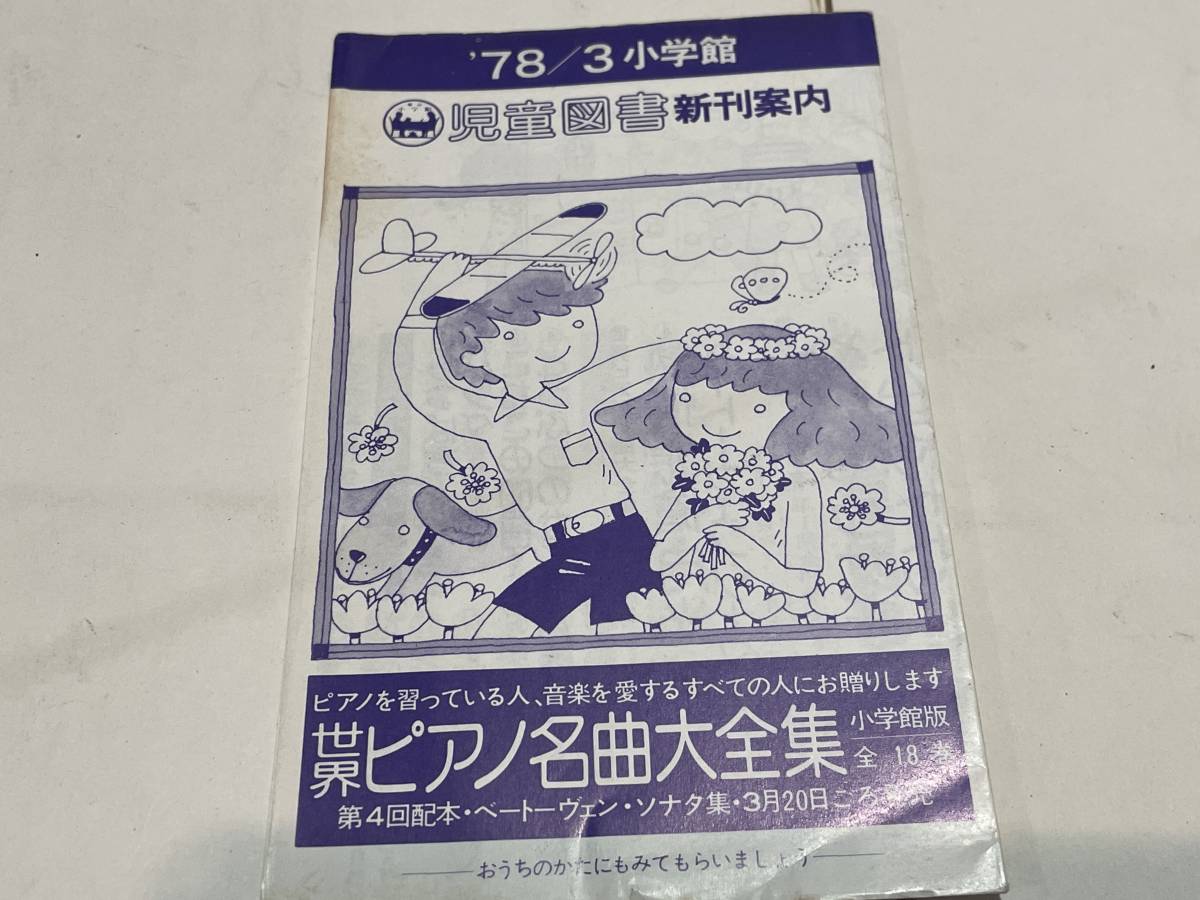 '78/3 小学館
児童図書 新刊案内
ピアノを習っている人、音楽を愛するすべての人にお贈りします
世界ピアノ名曲大全集 小学館版
全18巻
第4回配本・ベートーヴェン・ソナタ集・3月20日ごろ発売
おうちのかたにもみてもらいましょう